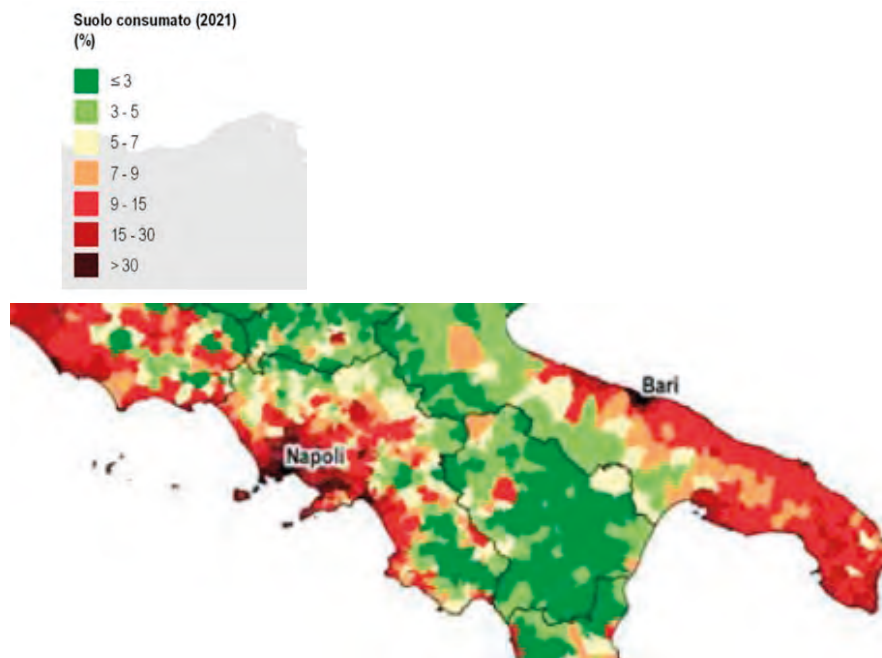 Suolo consumato (2021)
(%)
≤ 3
3 - 5
5 - 7
7 - 9
9 - 15
15 - 30
> 30
Bari
Napoli